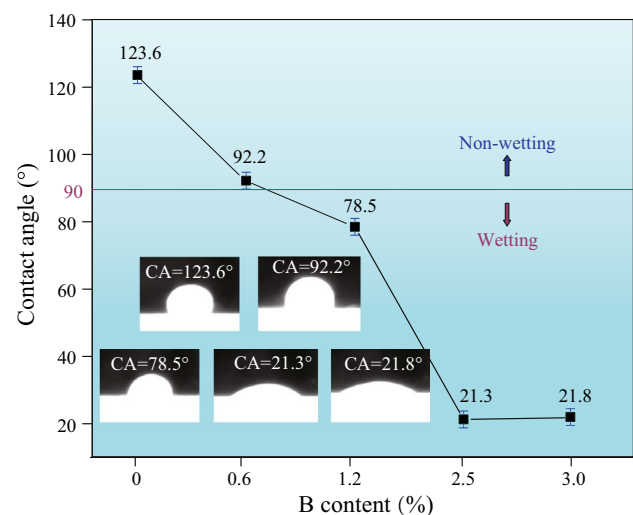 140
123.6
120
Non-wetting
100
92.2
90
78.5
Wetting
80
Contact angle (°)
CA=123.6°
CA=92.2°
60
CA=78.5°
CA=21.3°
CA=21.8°
40
21.3
21.8
20
0
0.6
1.2
2.5
3.0
B content (%)